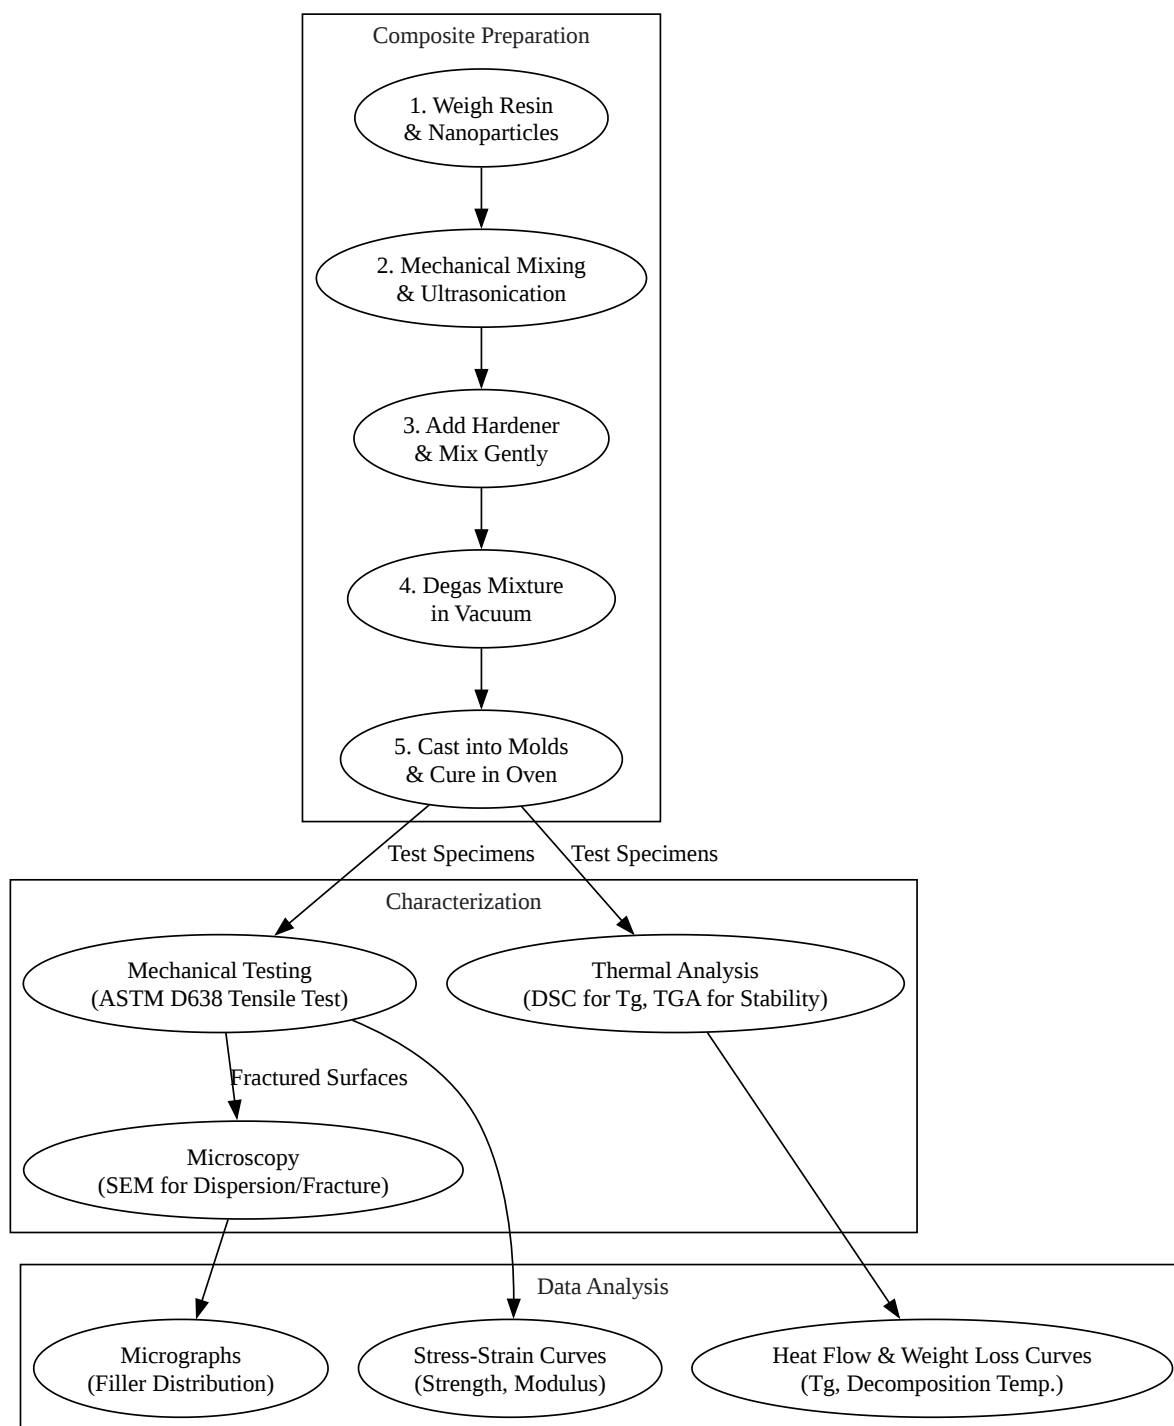 Composite Preparation
1. Weigh Resin
& Nanoparticles
2. Mechanical Mixing
& Ultrasonication
3. Add Hardener
& Mix Gently
4. Degas Mixture
in Vacuum
5. Cast into Molds
& Cure in Oven
Test Specimens
Test Specimens
Characterization
Mechanical Testing
(ASTM D638 Tensile Test)
Thermal Analysis
(DSC for Tg, TGA for Stability)
Fractured Surfaces
Microscopy
(SEM for Dispersion/Fracture)
Data Analysis
Micrographs
(Filler Distribution)
Stress-Strain Curves
(Strength, Modulus)
Heat Flow & Weight Loss Curves
(Tg, Decomposition Temp.)